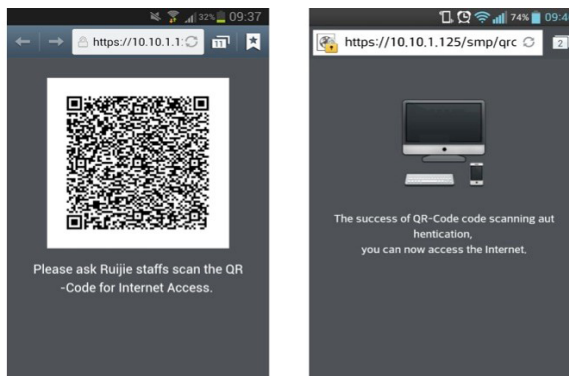 32% 09:37
https://10.10.1.1:
11
Please ask Ruijie staffs scan the QR
-Code for Internet Access.
74% 09:4
https://10.10.1.125/smp/qrc
2
The success of QR-Code code scanning aut
hentication,
you can now access the Internet.